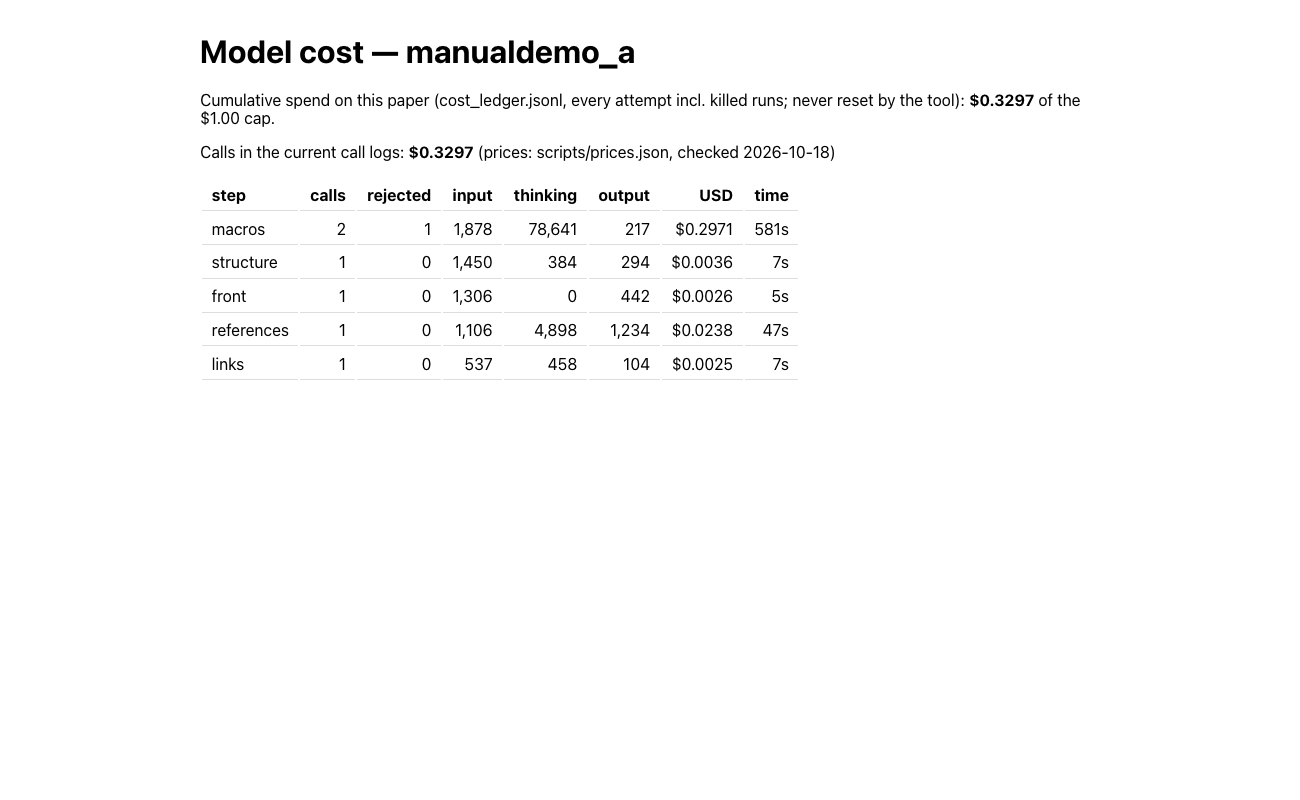 Model cost — manualdemo_a
Cumulative spend on this paper (cost_ledger.jsonl, every attempt incl. killed runs; never reset by the tool): $0.3297 of the
$1.00 cap.
Calls in the current call logs: $0.3297 (prices: scripts/prices.json, checked 2026-10-18)
step calls rejected input thinking output USD time
macros 2 1 1,878 78,641 217 $0.2971 581s
structure 1 0 1,450 384 294 $0.0036 7s
front 1 0 1,306 0 442 $0.0026 5s
references 1 0 1,106 4,898 1,234 $0.0238 47s
links 1 0 537 458 104 $0.0025 7s